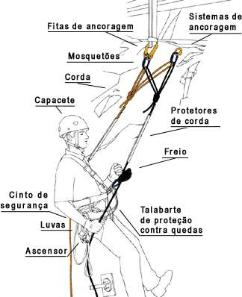 Fitas de ancoragem
Sistemas de
ancoragem
Mosquetões
Corda
Capacete
Protetores
de corda
Freio
Cinto de
segurança
Talabarte
de proteção
contra quedas
Luvas
Ascensor